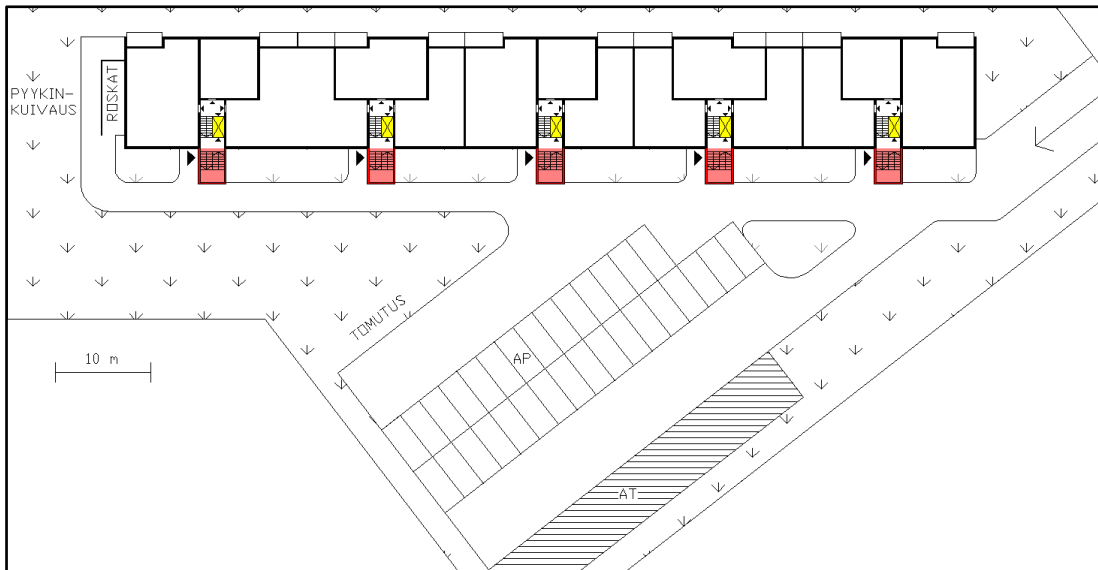 PYYKIN-
KUIVAUS
ROSKAT
TOMUTUS
AP
10 m
AT